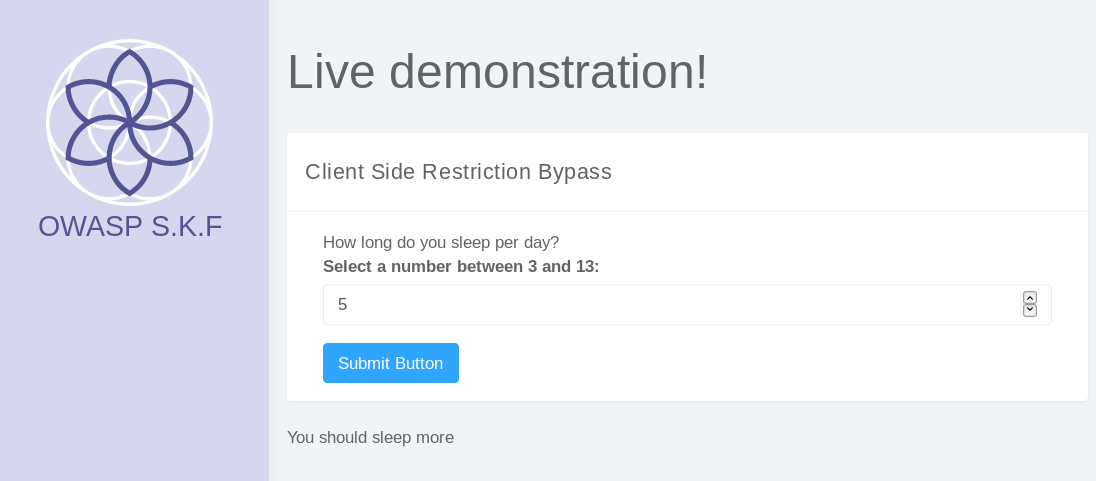 OWASP S.K.F
Live demonstration!
Client Side Restriction Bypass
How long do you sleep per day?
Select a number between 3 and 13:
5
Submit Button
You should sleep more